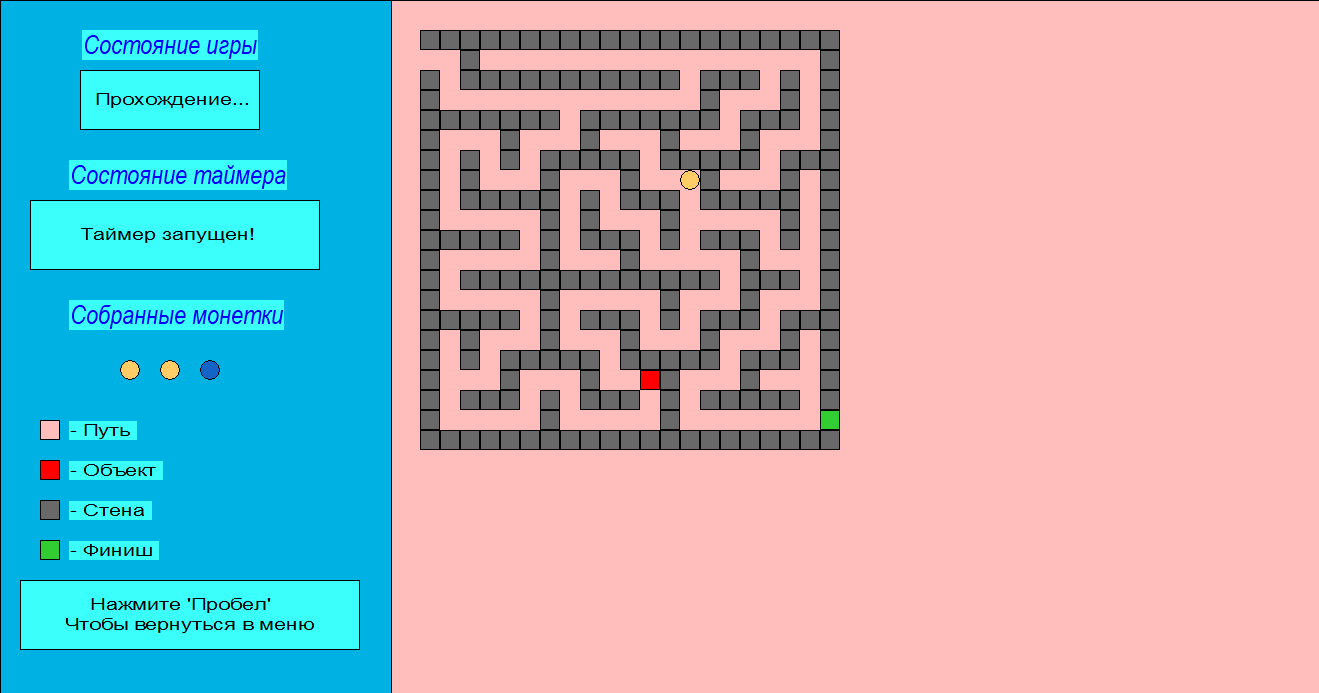 Состояние игры
Прохождение...
Состояние таймера
Таймер запущен!
Собранные монетки
- Путь
- Объект
- Стена
- Финиш
Нажмите 'Пробел'
Чтобы вернуться в меню